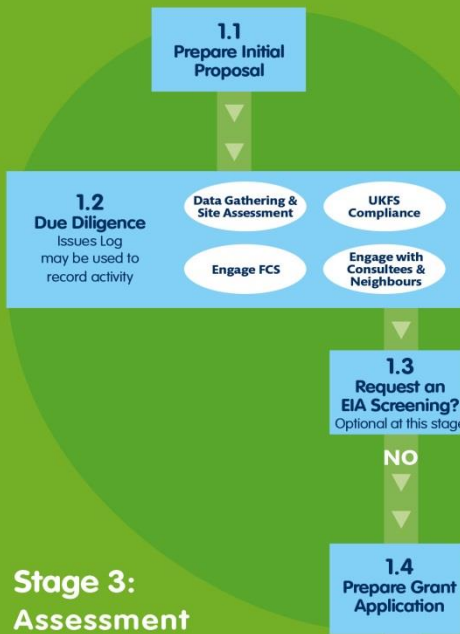 1.1
Prepare Initial
Proposal
1.2
Due Diligence
Issues Log
may be used to
record activity
Data Gathering &
Site Assessment
UKFS
Compliance
Engage FCS
Engage with
Consultees &
Neighbours
1.3
Request an
EIA Screening?
Optional at this stage
NO
1.4
Prepare Grant
Application
Stage 3:
Assessment